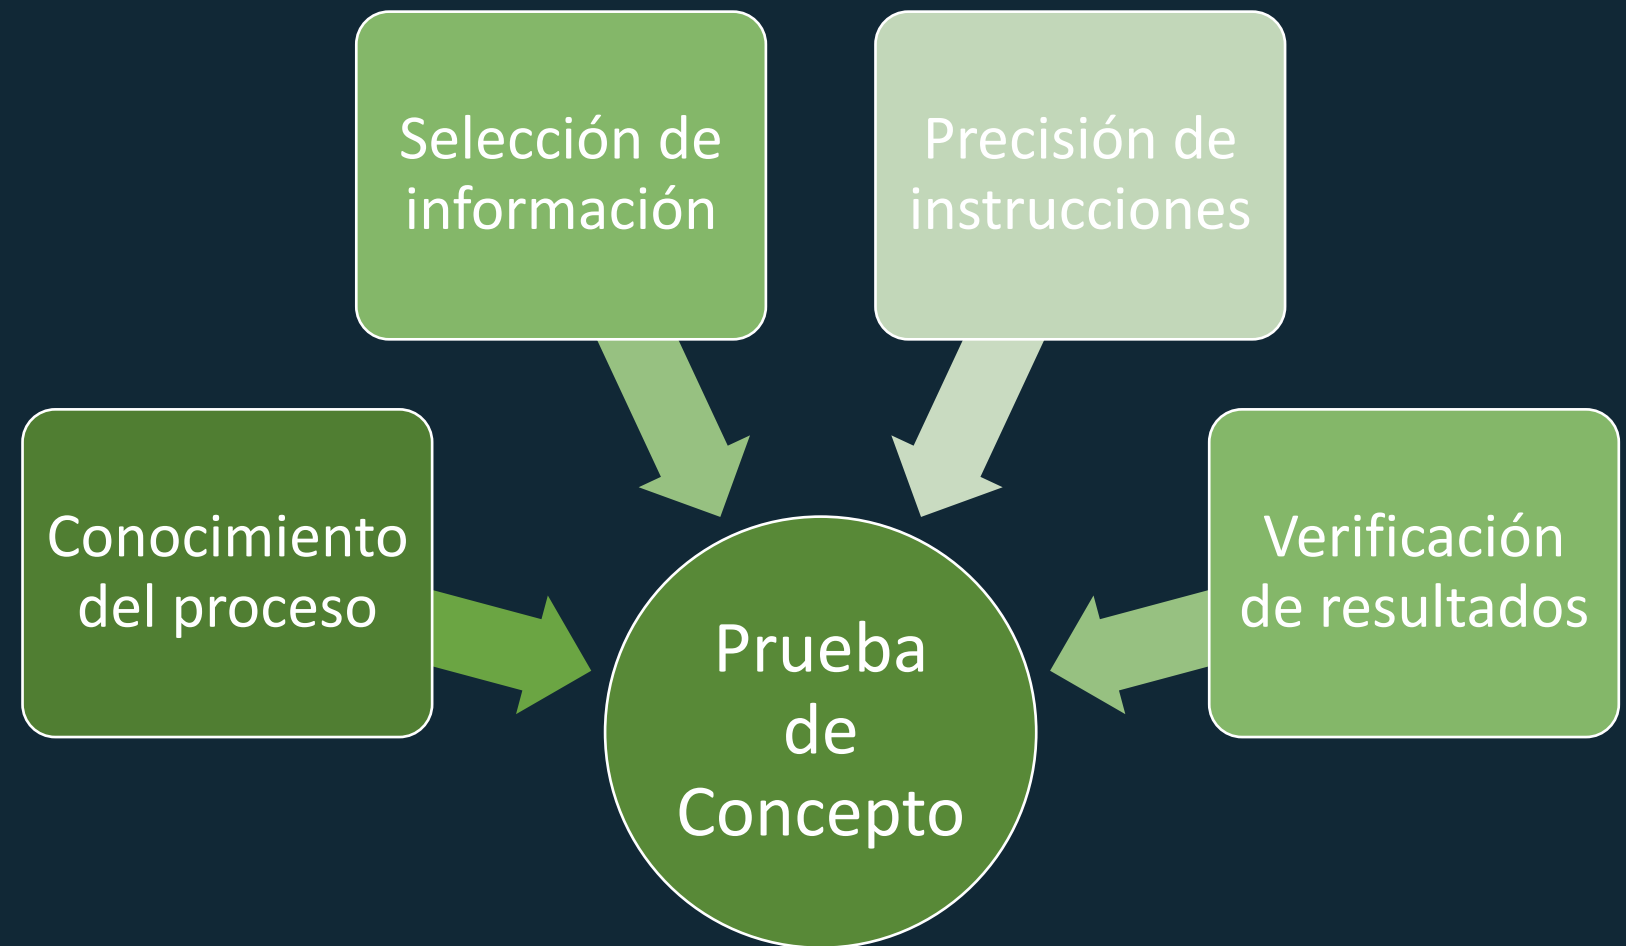 Selección de
información
Precisión de
instrucciones
Conocimiento
del proceso
Verificación
de resultados
Prueba
de
Concepto